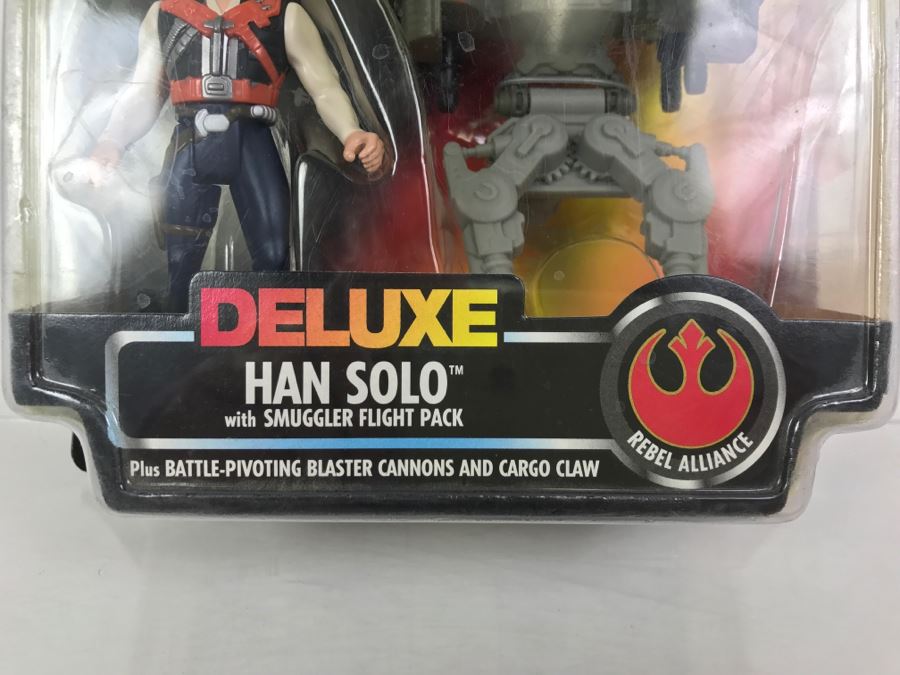 DELUXE
HAN SOLO™
with SMUGGLER FLIGHT PACK
Plus BATTLE-PIVOTING BLASTER CANNONS AND CARGO CLAW
REBEL ALLIANCE